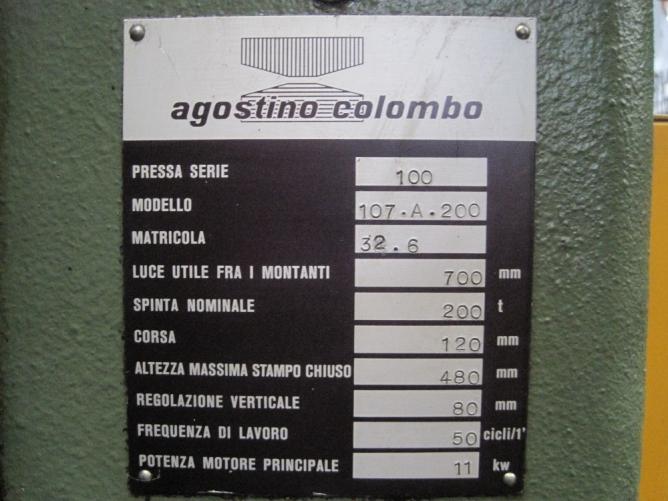 agostino colombo
PRESSA SERIE 100
MODELLO 107.A.200
MATRICOLA 32.6
LUCE UTILE FRA I MONTANTI 700 mm
SPINTA NOMINALE 200 t
CORSA 120 mm
ALTEZZA MASSIMA STAMPO CHIUSO 480 mm
REGOLAZIONE VERTICALE 80 mm
FREQUENZA DI LAVORO 50 cicli/1'
POTENZA MOTORE PRINCIPALE 11 kw